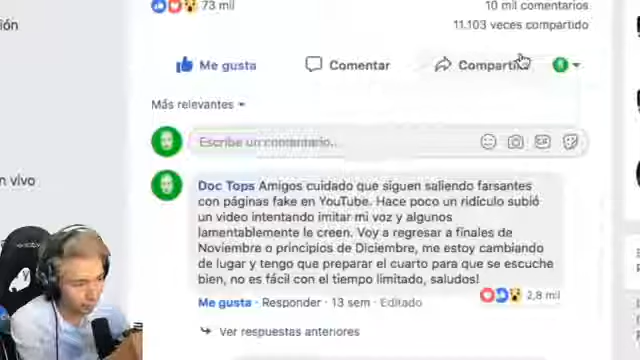 ión
73 mil
10 mil comentarios
11.103 veces compartido
Me gusta
Comentar
Más relevantes
Escribe un comentario...
n vivo
Doc Tops Amigos cuidado que siguen saliendo farsantes
con páginas fake en YouTube. Hace poco un ridículo subió
un video intentando imitar mi voz y algunos
lamentablemente le creen. Voy a regresar a finales de
Noviembre o principios de Diciembre, me estoy cambiando
de lugar y tengo que preparar el cuarto para que se escuche
bien, no es fácil con el tiempo limitado, saludos!
Me gusta · Responder · 13 sem · Editado
2,8 mil
Ver respuestas anteriores